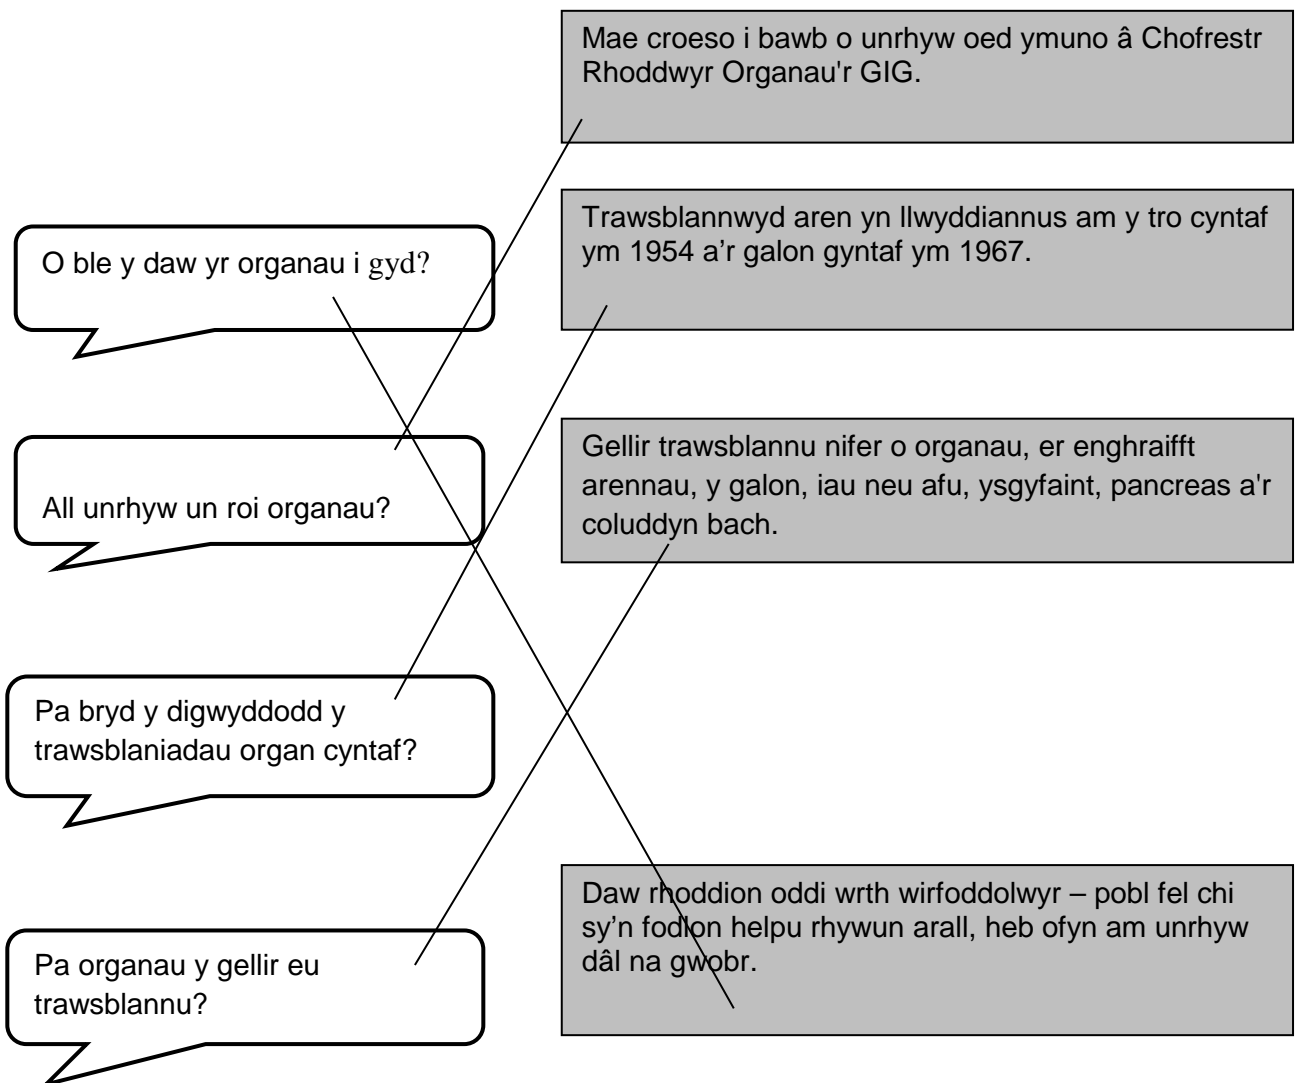 Mae croeso i bawb o unrhyw oed ymuno â Chofrestr
Rhoddwyr Organau'r GIG.
Trawsblannwyd aren yn llwyddiannus am y tro cyntaf
ym 1954 a’r galon gyntaf ym 1967.
O ble y daw yr organau i gyd?
Gellir trawsblannu nifer o organau, er enghraifft
arennau, y galon, iau neu afu, ysgyfaint, pancreas a'r
coluddyn bach.
All unrhyw un roi organau?
Pa bryd y digwyddodd y
trawsblaniadau organ cyntaf?
Daw rhoddion oddi wrth wirfoddolwyr – pobl fel chi
sy’n fodlon helpu rhywun arall, heb ofyn am unrhyw
dâl na gwobr.
Pa organau y gellir eu
trawsblannu?